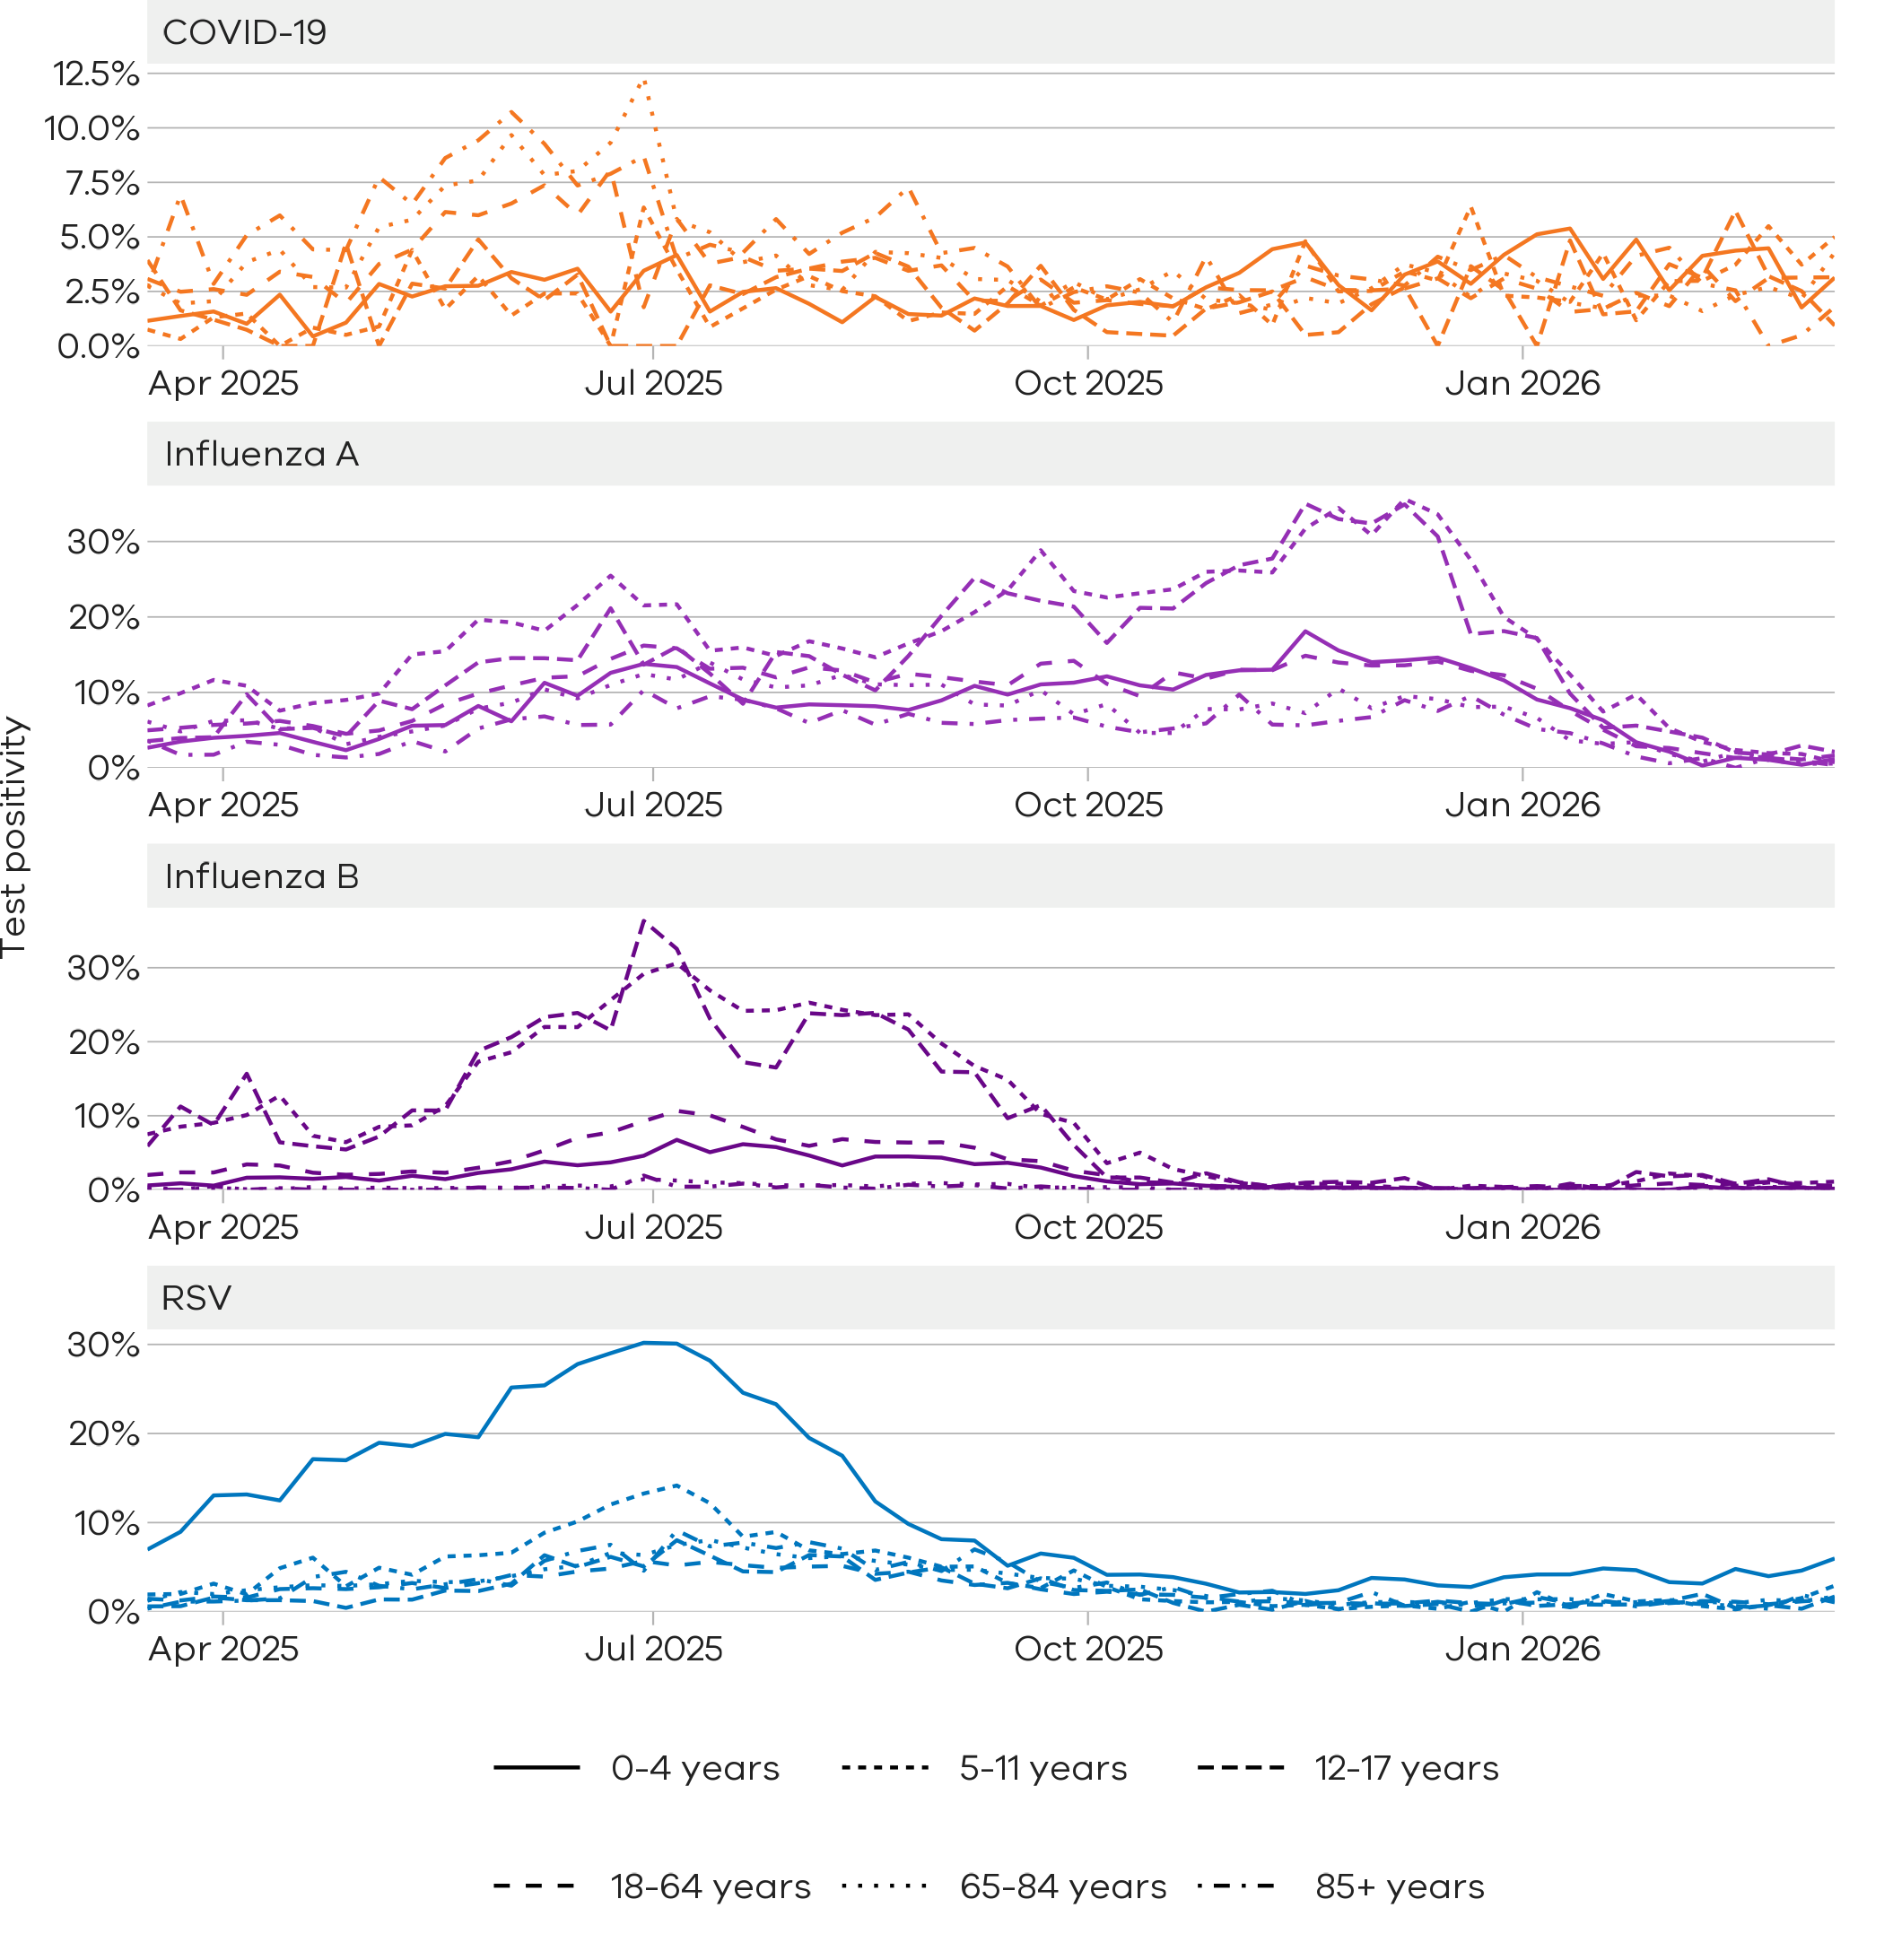 COVID-19
12.5%
10.0%
7.5%
5.0%
2.5%
0.0%
Apr 2025 Jul 2025 Oct 2025 Jan 2026
Influenza A
30%
20%
10%
0%
Apr 2025 Jul 2025 Oct 2025 Jan 2026
Test positivity
Influenza B
30%
20%
10%
0%
Apr 2025 Jul 2025 Oct 2025 Jan 2026
RSV
30%
20%
10%
0%
Apr 2025 Jul 2025 Oct 2025 Jan 2026
0-4 years 5-11 years 12-17 years
18-64 years 65-84 years 85+ years